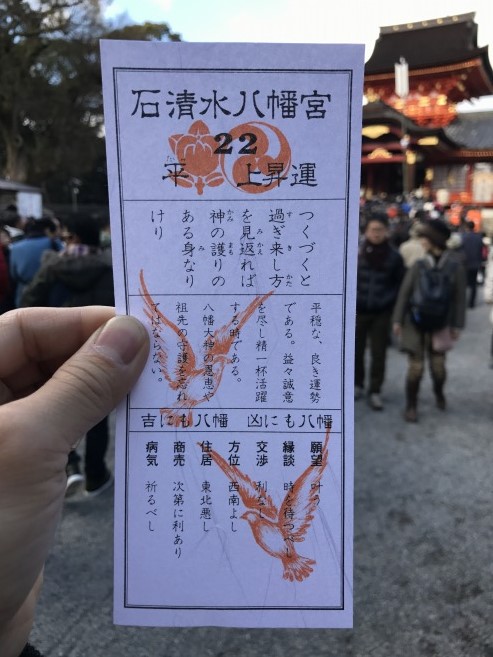 石清水八幡宮
22
平 上昇運
つくづくと
過ぎ来し方
を見返れば
神の護りの
ある身なり
けり
平穏な、良き運勢
である。益々誠意
を尽し精一杯活躍
する時である。
八幡大神の恩恵や
祖先の守護を忘れ
てはならない。
吉にも八幡 凶にも八幡
願望 叶う
縁談 時を待つべし
交渉 利なし
方位 西南よし
住居 東北悪し
商売 次第に利あり
病気 祈るべし